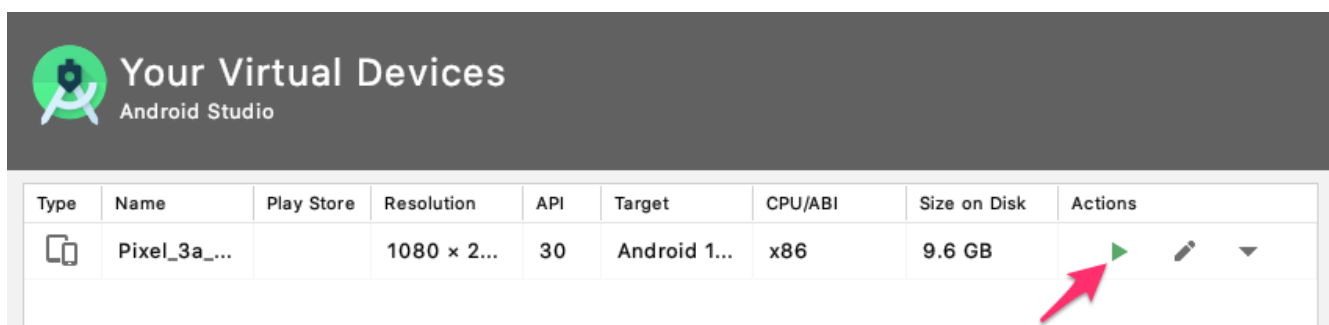 Your Virtual Devices
Android Studio
Type Name Play Store Resolution API Target CPU/ABI Size on Disk Actions
Pixel_3a_... 1080 × 2... 30 Android 1... x86 9.6 GB